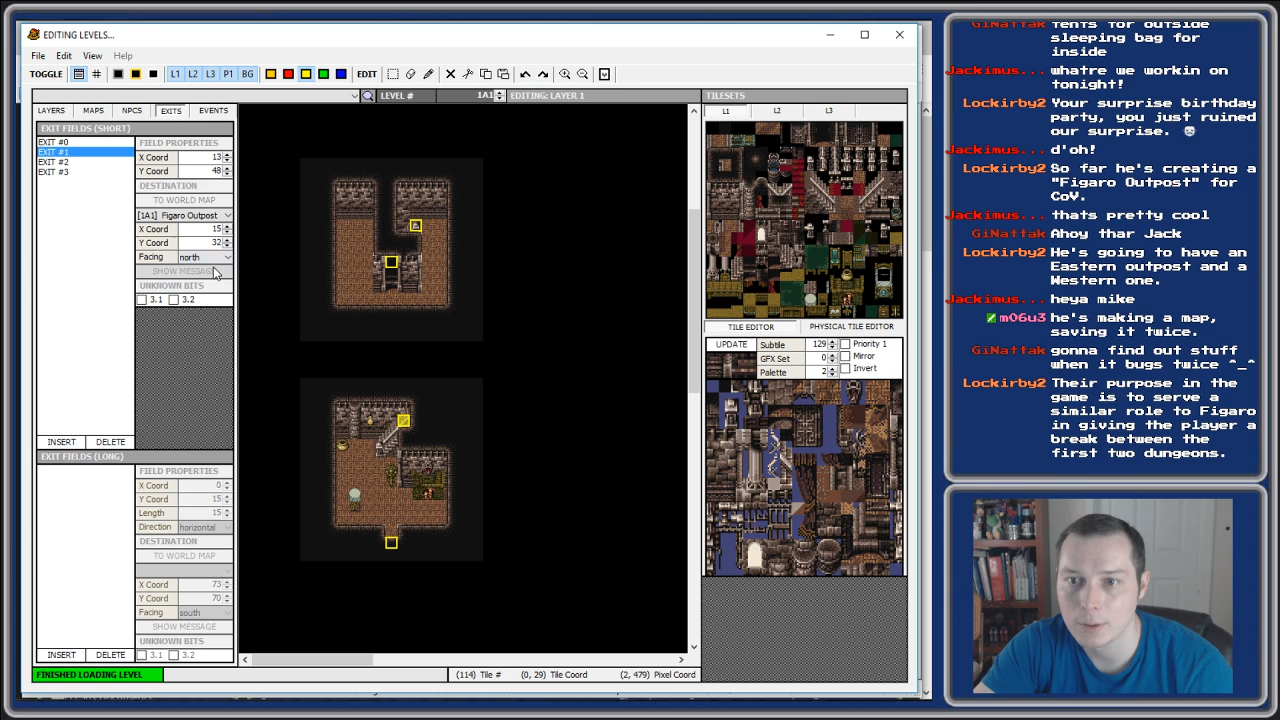 EDITING LEVELS...
File Edit View Help
TOGGLE L1 L2 L3 P1 BG EDIT
LEVEL # 1A1 EDITING: LAYER 1 TILESETS
LAYERS MAPS NPCS EXITS EVENTS
L1 L2 L3
EXIT FIELDS (SHORT)
EXIT #0
EXIT #1
EXIT #2
EXIT #3
FIELD PROPERTIES
X Coord 13
Y Coord 48
DESTINATION
TO WORLD MAP
[1A1] Figaro Outpost
X Coord 15
Y Coord 32
Facing north
SHOW MESSAGE
UNKNOWN BITS
3.1 3.2
INSERT DELETE
EXIT FIELDS (LONG)
FIELD PROPERTIES
X Coord 0
Y Coord 15
Length 15
Direction horizontal
DESTINATION
TO WORLD MAP
X Coord 73
Y Coord 70
Facing south
SHOW MESSAGE
UNKNOWN BITS
INSERT DELETE 3.1 3.2
FINISHED LOADING LEVEL
(114) Tile # (0, 29) Tile Coord (2, 479) Pixel Coord
TILE EDITOR PHYSICAL TILE EDITOR
UPDATE Subtile 129 Priority 1
GFX Set 0 Mirror
Palette 2 Invert
GiNattak tents for outside
sleeping bag for
inside
Jackimus... whatre we workin on
tonight!
Lockirby2 Your surprise birthday
party, you just ruined
our surprise.
Jackimus... d'oh!
Lockirby2 So far he's creating a
"Figaro Outpost" for
CoV.
Jackimus... thats pretty cool
GiNattak Ahoy thar Jack
Lockirby2 He's going to have an
Eastern outpost and a
Western one.
Jackimus... heya mike
m06u3 he's making a map,
saving it twice.
GiNattak gonna find out stuff
when it bugs twice ^_^
Lockirby2 Their purpose in the
game is to serve a
similar role to Figaro
in giving the player a
break between the
first two dungeons.